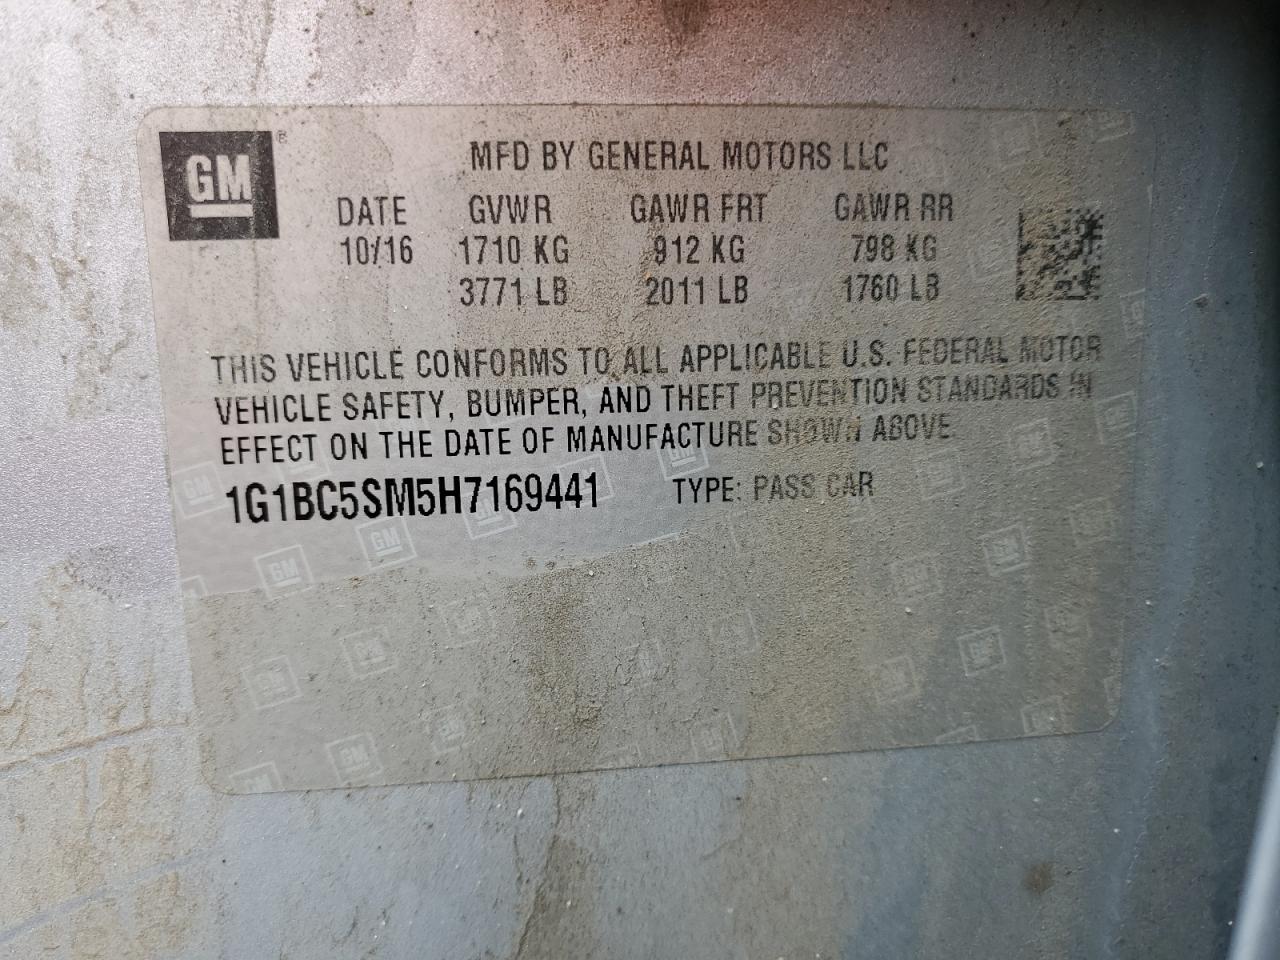 GM ®
MFD BY GENERAL MOTORS LLC
DATE GVWR GAWR FRT GAWR RR
10/16 1710 KG 912 KG 798 KG
3771 LB 2011 LB 1760 LB
THIS VEHICLE CONFORMS TO ALL APPLICABLE U.S. FEDERAL MOTOR
VEHICLE SAFETY, BUMPER, AND THEFT PREVENTION STANDARDS IN
EFFECT ON THE DATE OF MANUFACTURE SHOWN ABOVE.
1G1BC5SM5H7169441 TYPE: PASS CAR